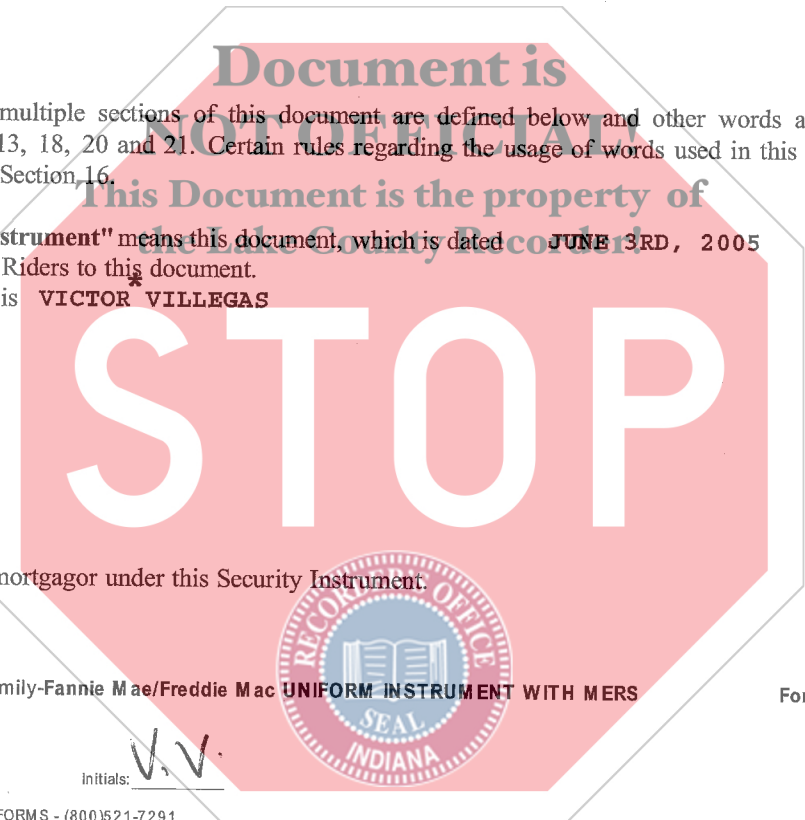 Document is
multiple sections of this document are defined below and other words a
NOT OFFICIAL!
13, 18, 20 and 21. Certain rules regarding the usage of words used in this
Section 16.
This Document is the property of
strument" means this document, which is dated JUNE 3RD, 2005
the Lake County Recorder!
Riders to this document.
*
is VICTOR VILLEGAS
STOP
mortgagor under this Security Instrument.
RECORDER'S OFFICE
mily-Fannie Mae/Freddie Mac UNIFORM INSTRUMENT WITH MERS
For
SEAL
INDIANA
Initials: V.V.
FORMS - (800)521-7291